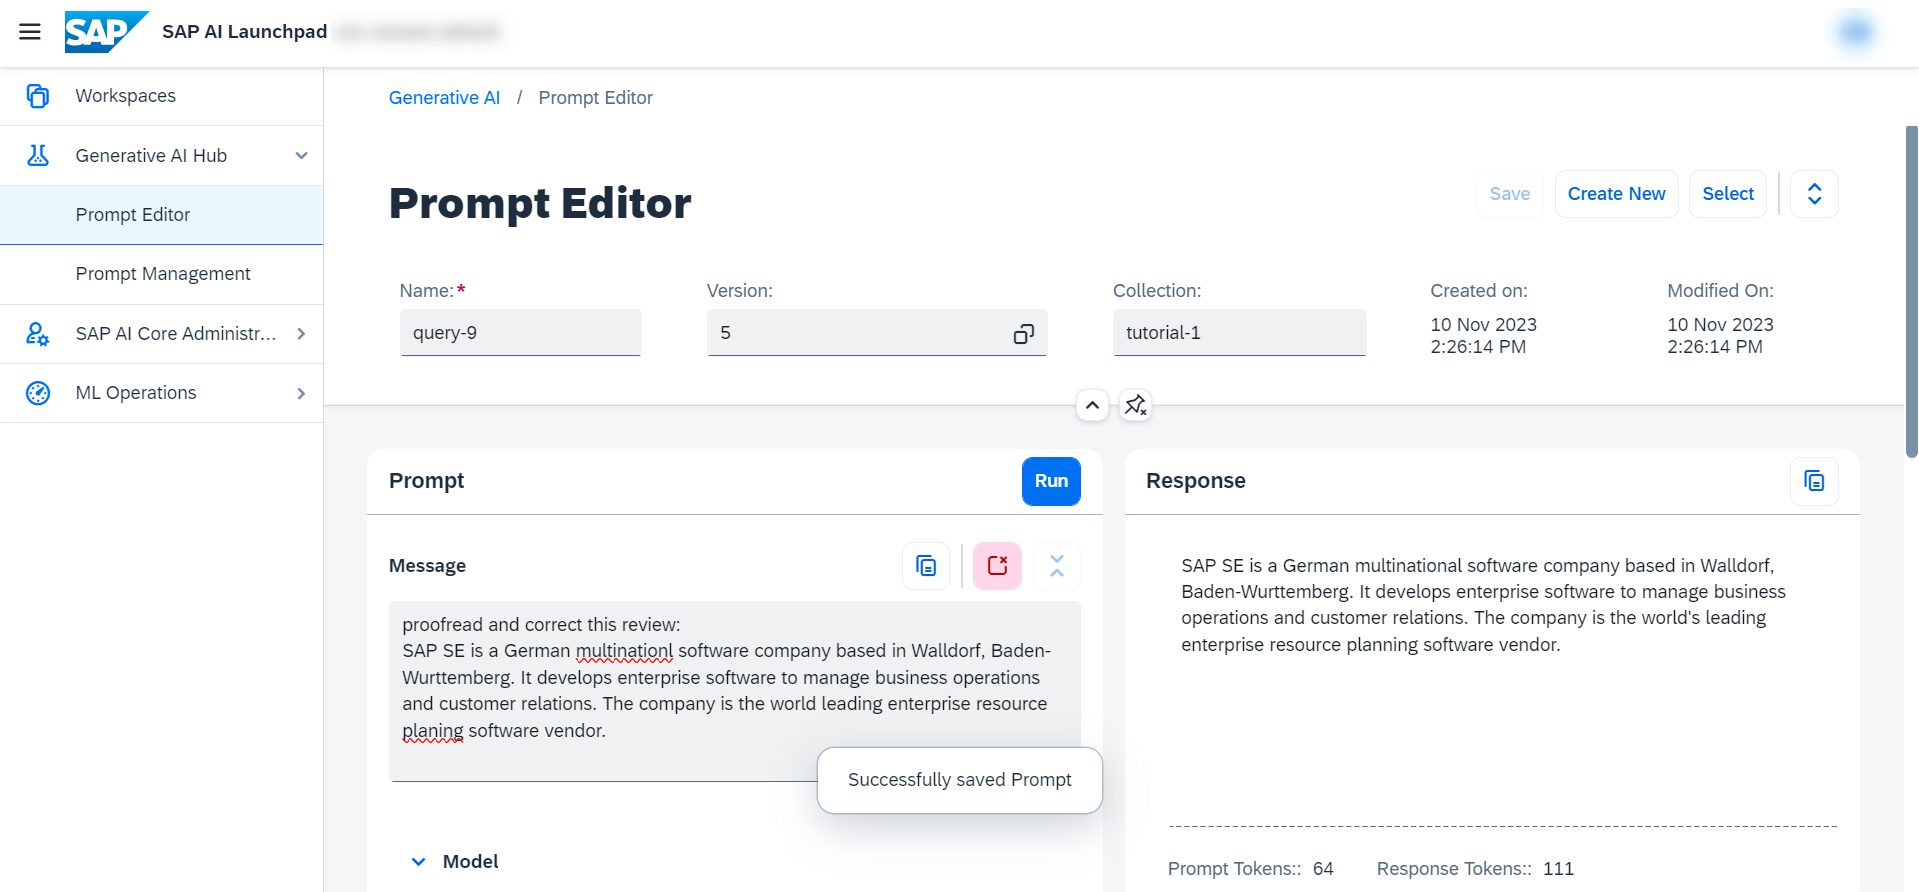 SAP
SAP AI Launchpad
Workspaces
Generative AI Hub
Prompt Editor
Prompt Management
SAP AI Core Administr...
ML Operations
Generative AI / Prompt Editor
Prompt Editor
Save
Create New
Select
Name:*
query-9
Version:
5
Collection:
tutorial-1
Created on:
10 Nov 2023
2:26:14 PM
Modified On:
10 Nov 2023
2:26:14 PM
Prompt
Run
Message
proofread and correct this review:
SAP SE is a German multinationl software company based in Walldorf, Baden-
Wurttemberg. It develops enterprise software to manage business operations
and customer relations. The company is the world leading enterprise resource
planing software vendor.
Successfully saved Prompt
Model
Response
SAP SE is a German multinational software company based in Walldorf,
Baden-Wurttemberg. It develops enterprise software to manage business
operations and customer relations. The company is the world's leading
enterprise resource planning software vendor.
Prompt Tokens:: 64
Response Tokens:: 111